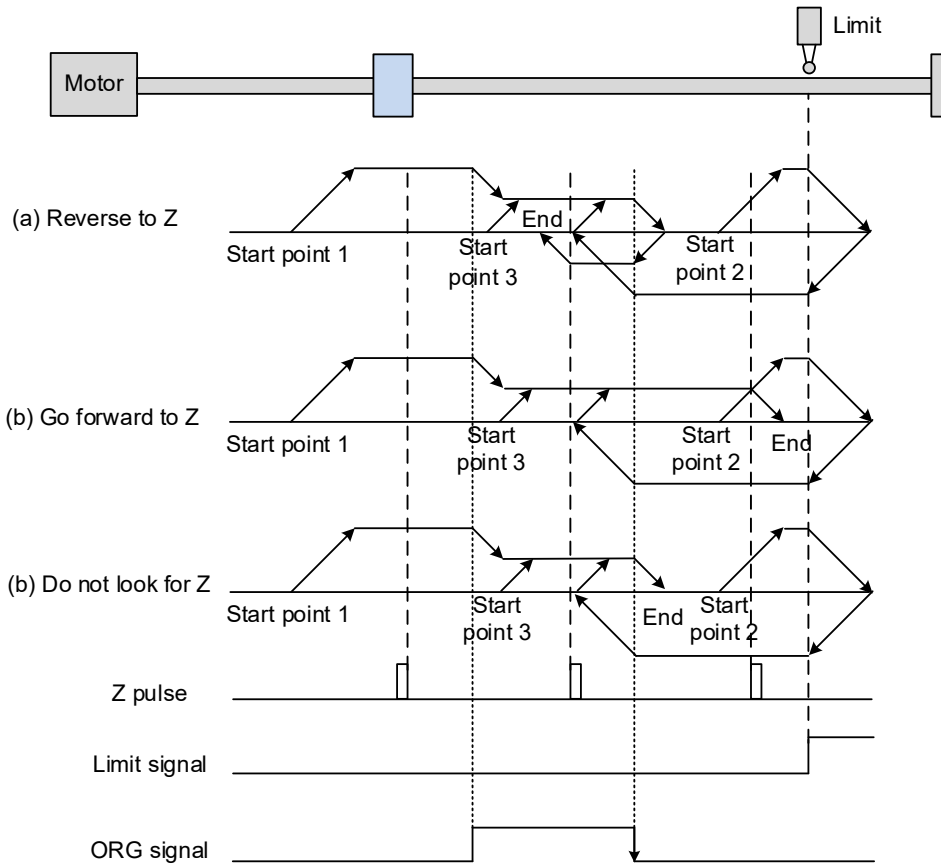 Limit
Motor
(a) Reverse to Z
End
Start point 1
Start
point 3
Start
point 2
(b) Go forward to Z
Start point 1
Start
point 3
Start
point 2
End
(b) Do not look for Z
Start point 1
Start
point 3
End
Start
point 2
Z pulse
Limit signal
ORG signal